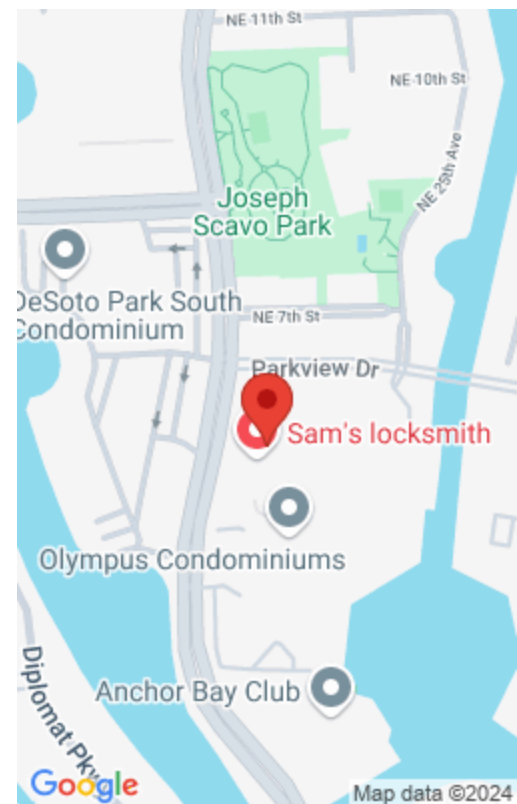 NE 11th St
NE 10th St
NE 25th Ave
Joseph
Scavo Park
DeSoto Park South
Condominium
NE 7th St
Parkview Dr
Sam's locksmith
Olympus Condominiums
Anchor Bay Club
Diplomat Pkwy
Google
Map data ©2024